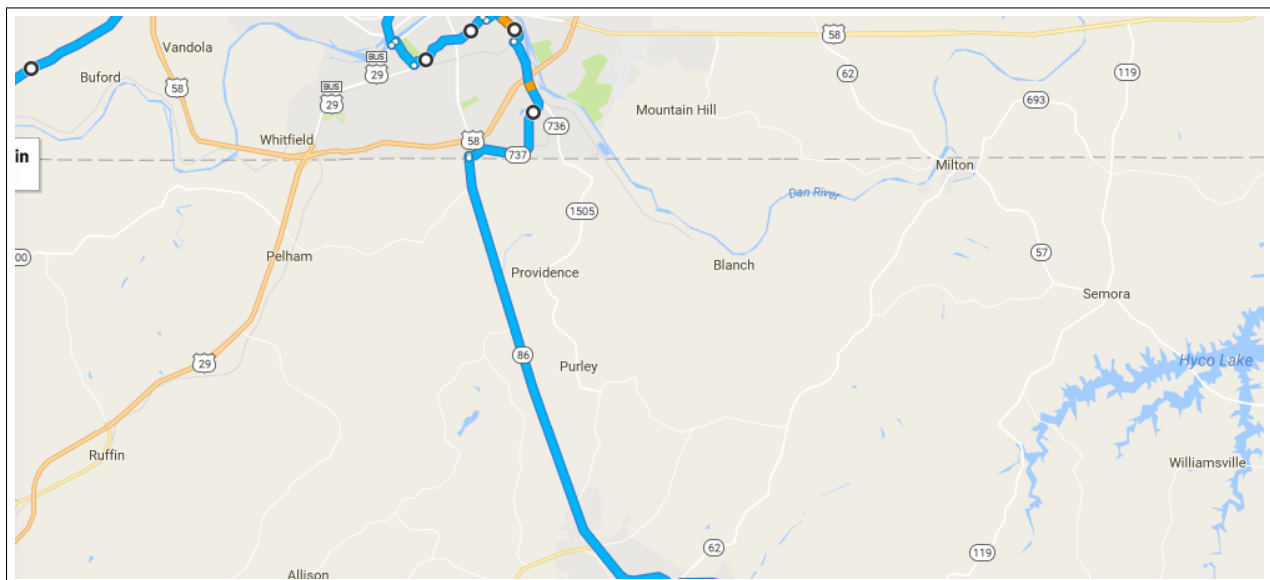 58
Vandola
BUS
29
62
119
Buford
58
BUS
29
693
Mountain Hill
736
Whitfield
58
in
737
Milton
Dan River
1505
00
Pelham
57
Providence
Blanch
Semora
86
29
Purley
Hyco Lake
Ruffin
Williamsville
62
119
Allison